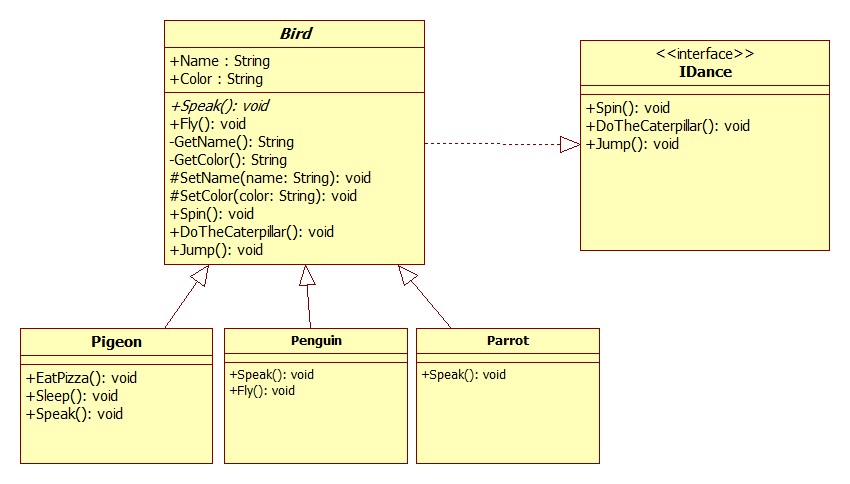 Bird
+Name : String
+Color : String
+Speak(): void
+Fly(): void
-GetName(): String
-GetColor(): String
#SetName(name: String): void
#SetColor(color: String): void
+Spin(): void
+DoTheCaterpillar(): void
+Jump(): void
<<interface>>
IDance
+Spin(): void
+DoTheCaterpillar(): void
+Jump(): void
Pigeon
+EatPizza(): void
+Sleep(): void
+Speak(): void
Penguin
+Speak(): void
+Fly(): void
Parrot
+Speak(): void